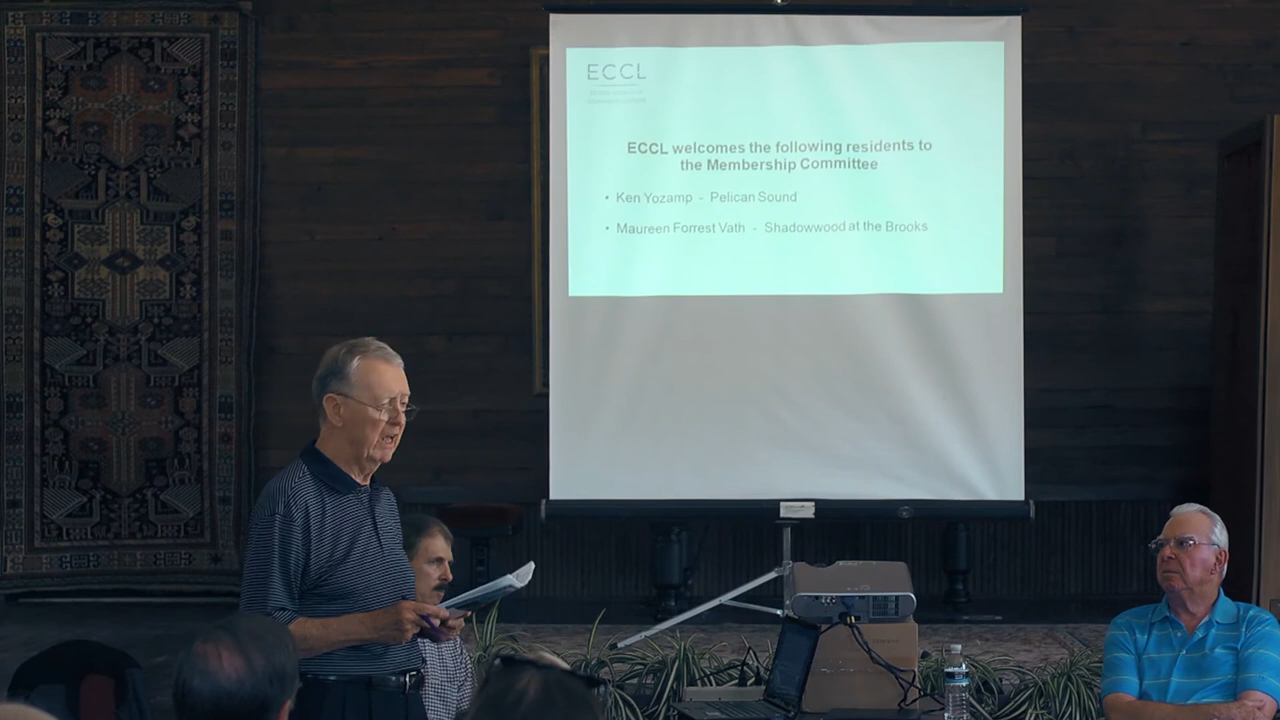 ECCL
ECCL welcomes the following residents to
the Membership Committee
• Ken Yozamp - Pelican Sound
• Maureen Forrest Vath - Shadowwood at the Brooks